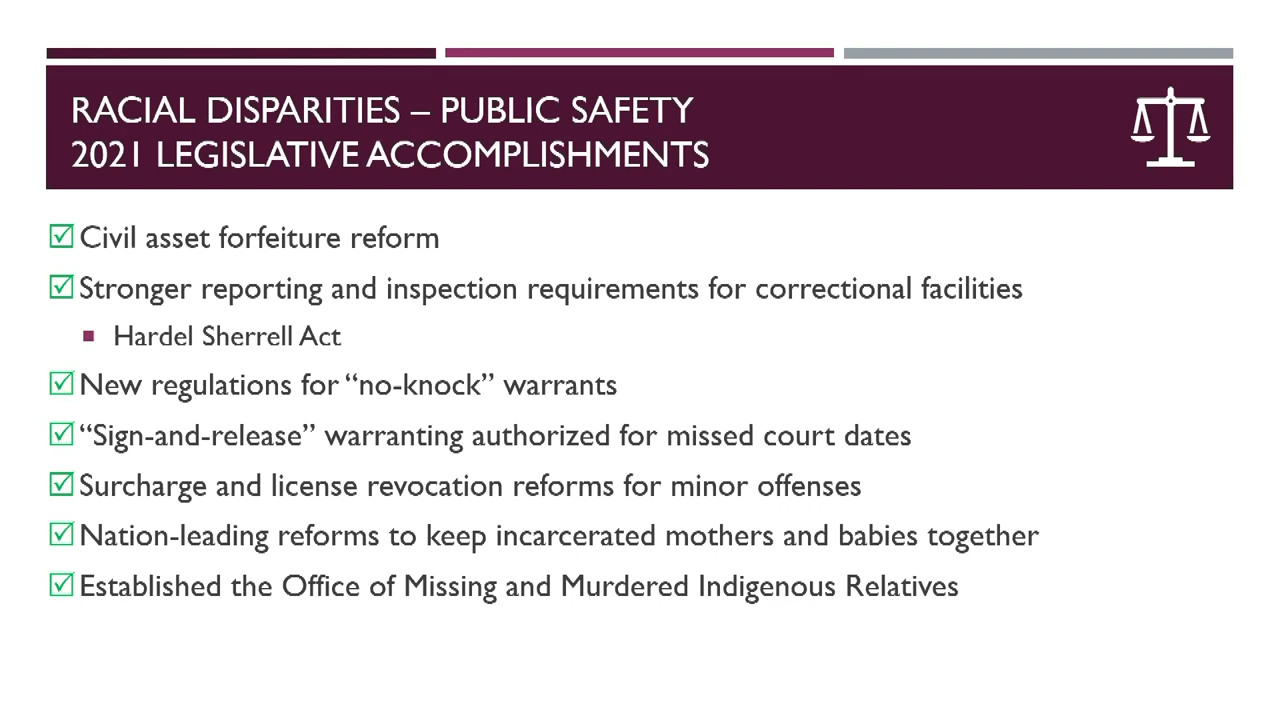 RACIAL DISPARITIES – PUBLIC SAFETY
2021 LEGISLATIVE ACCOMPLISHMENTS
Civil asset forfeiture reform
Stronger reporting and inspection requirements for correctional facilities
Hardel Sherrell Act
New regulations for “no-knock” warrants
“Sign-and-release” warranting authorized for missed court dates
Surcharge and license revocation reforms for minor offenses
Nation-leading reforms to keep incarcerated mothers and babies together
Established the Office of Missing and Murdered Indigenous Relatives